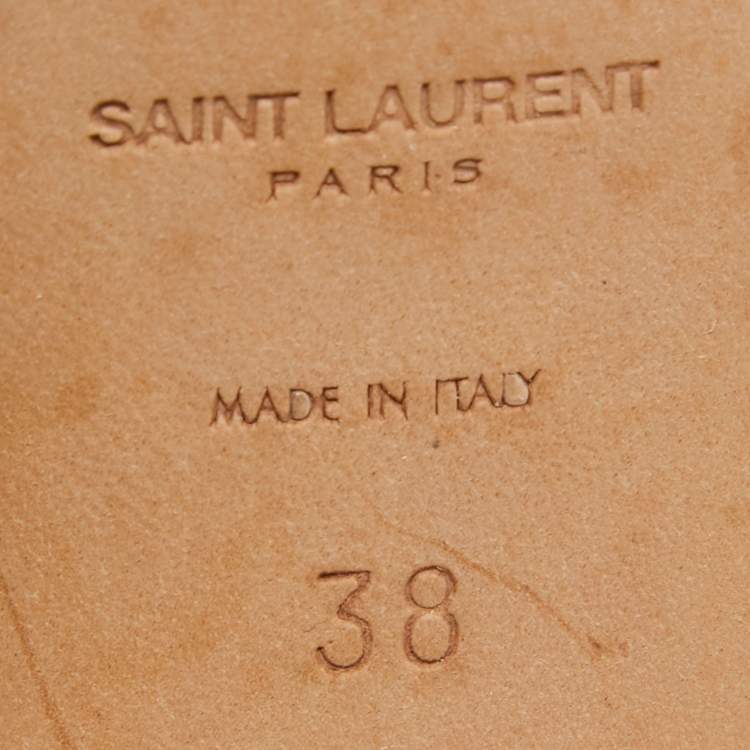 SAINT LAURENT
PARIS
MADE IN ITALY
38